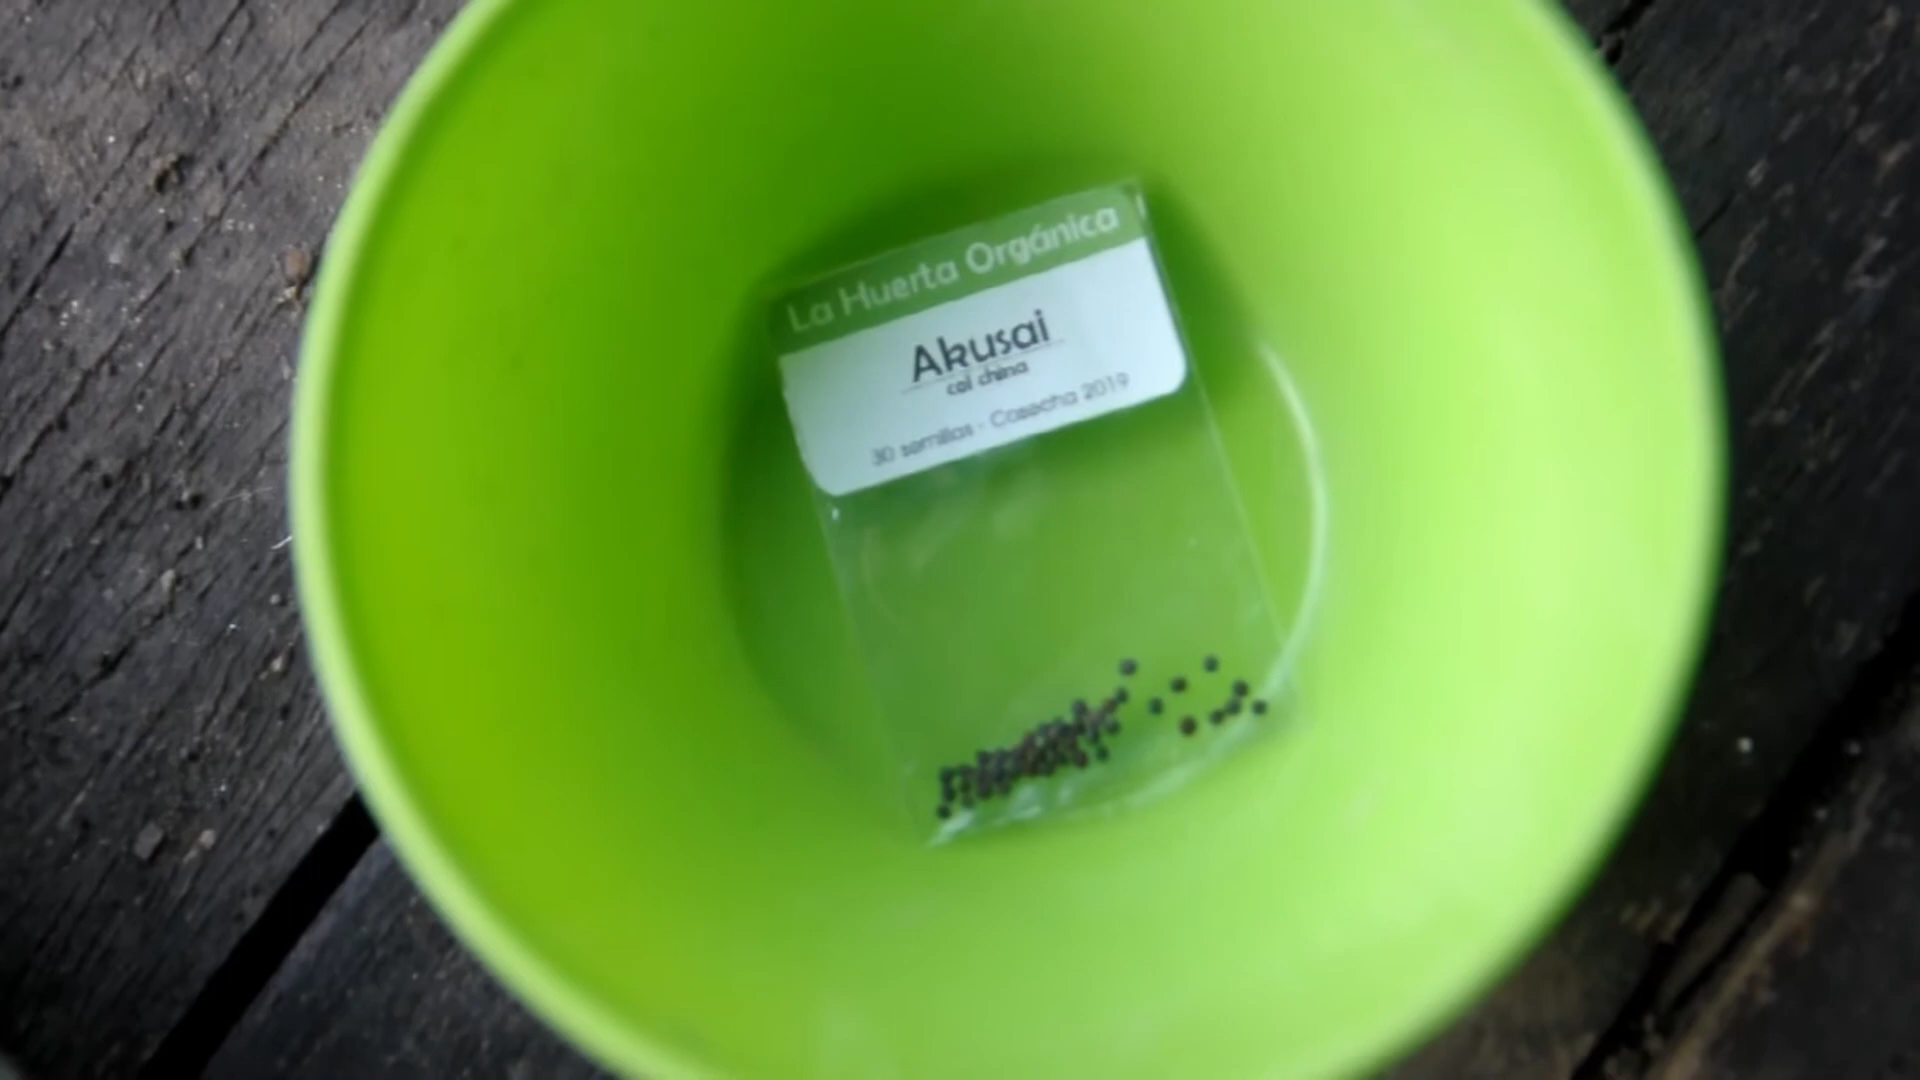 La Huerta Orgánica
Akusai
col china
30 semillas - Cosecha 2019